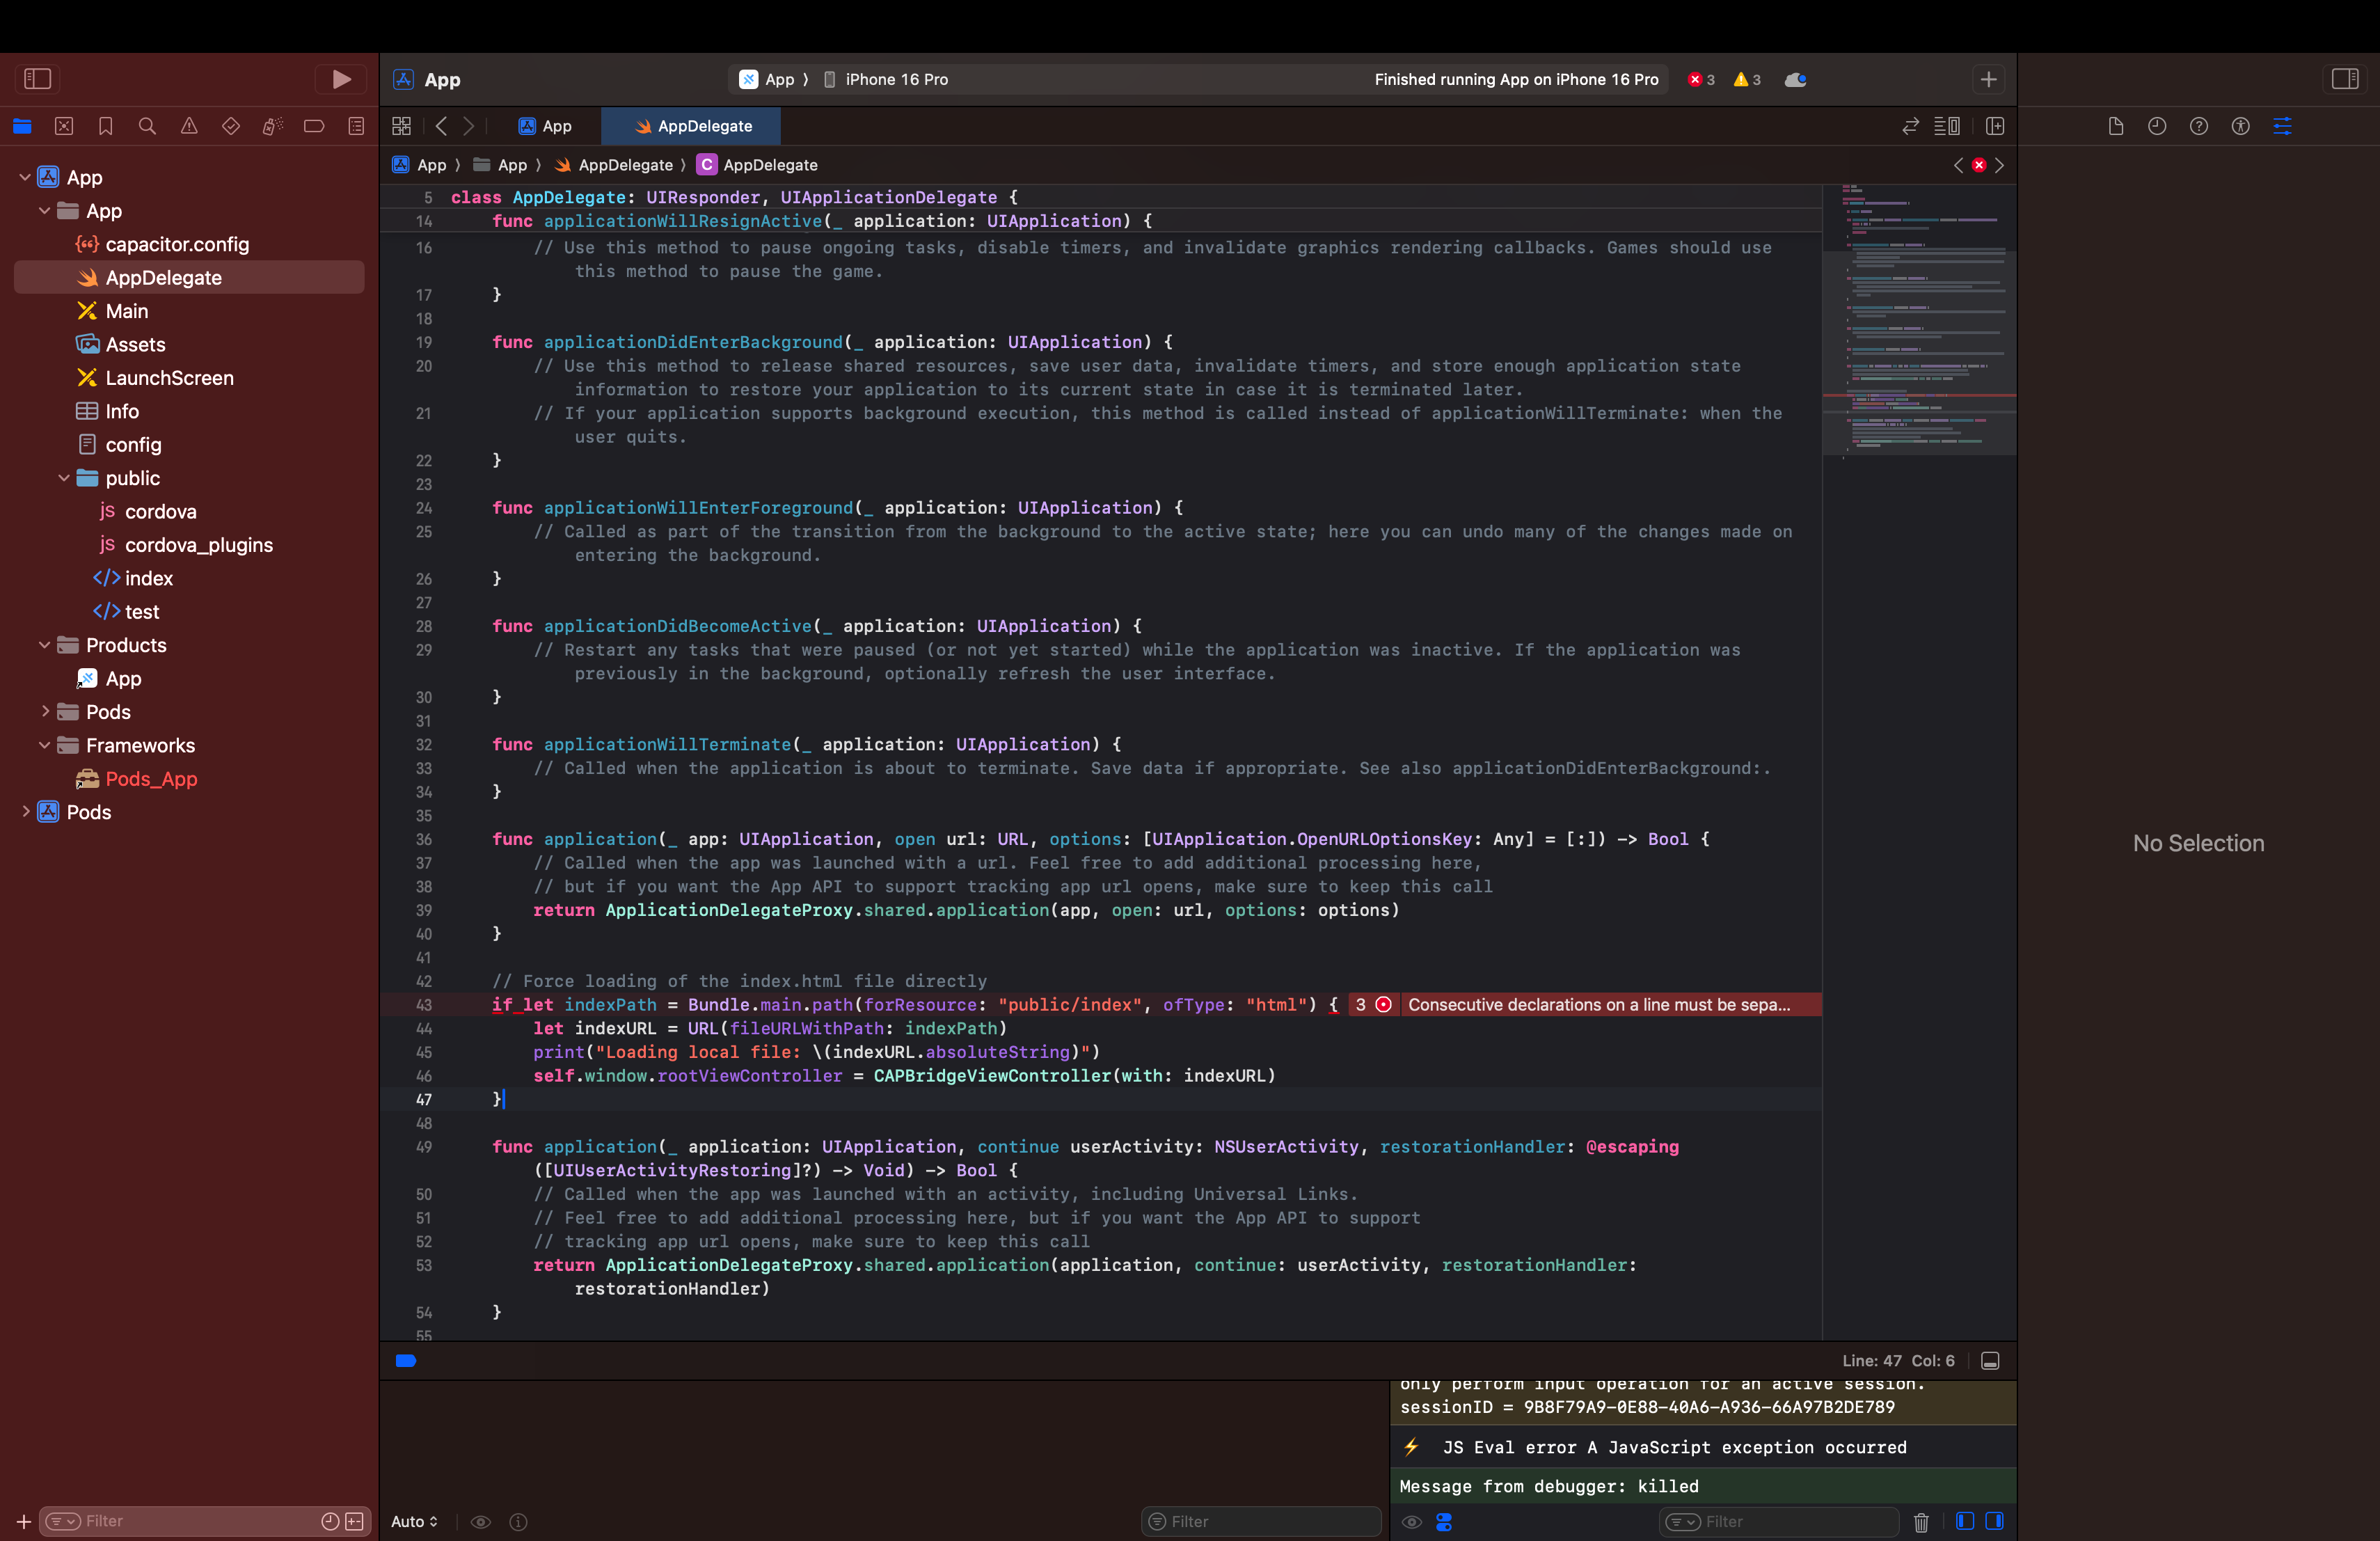 App
App ⟩ iPhone 16 Pro
Finished running App on iPhone 16 Pro
3
3
App
AppDelegate
App ⟩ App ⟩ AppDelegate ⟩ C AppDelegate
App
App
capacitor.config
AppDelegate
Main
Assets
LaunchScreen
Info
config
public
JS cordova
JS cordova_plugins
</> index
</> test
Products
App
Pods
Frameworks
Pods_App
Pods
Filter
5 class AppDelegate: UIResponder, UIApplicationDelegate {
14 func applicationWillResignActive(_ application: UIApplication) {
16 // Use this method to pause ongoing tasks, disable timers, and invalidate graphics rendering callbacks. Games should use
this method to pause the game.
17 }
18
19 func applicationDidEnterBackground(_ application: UIApplication) {
20 // Use this method to release shared resources, save user data, invalidate timers, and store enough application state
information to restore your application to its current state in case it is terminated later.
21 // If your application supports background execution, this method is called instead of applicationWillTerminate: when the
user quits.
22 }
23
24 func applicationWillEnterForeground(_ application: UIApplication) {
25 // Called as part of the transition from the background to the active state; here you can undo many of the changes made on
entering the background.
26 }
27
28 func applicationDidBecomeActive(_ application: UIApplication) {
29 // Restart any tasks that were paused (or not yet started) while the application was inactive. If the application was
previously in the background, optionally refresh the user interface.
30 }
31
32 func applicationWillTerminate(_ application: UIApplication) {
33 // Called when the application is about to terminate. Save data if appropriate. See also applicationDidEnterBackground:.
34 }
35
36 func application(_ app: UIApplication, open url: URL, options: [UIApplication.OpenURLOptionsKey: Any] = [:]) -> Bool {
37 // Called when the app was launched with a url. Feel free to add additional processing here,
38 // but if you want the App API to support tracking app url opens, make sure to keep this call
39 return ApplicationDelegateProxy.shared.application(app, open: url, options: options)
40 }
41
42 // Force loading of the index.html file directly
43 if let indexPath = Bundle.main.path(forResource: "public/index", ofType: "html") { 3 Consecutive declarations on a line must be sepa...
44 let indexURL = URL(fileURLWithPath: indexPath)
45 print("Loading local file: \(indexURL.absoluteString)")
46 self.window.rootViewController = CAPBridgeViewController(with: indexURL)
47 }
48
49 func application(_ application: UIApplication, continue userActivity: NSUserActivity, restorationHandler: @escaping
([UIUserActivityRestoring]?) -> Void) -> Bool {
50 // Called when the app was launched with an activity, including Universal Links.
51 // Feel free to add additional processing here, but if you want the App API to support
52 // tracking app url opens, make sure to keep this call
53 return ApplicationDelegateProxy.shared.application(application, continue: userActivity, restorationHandler:
restorationHandler)
54 }
55
Line: 47 Col: 6
only perform input operation for an active session.
sessionID = 9B8F79A9-0E88-40A6-A936-66A97B2DE789
⚡ JS Eval error A JavaScript exception occurred
Message from debugger: killed
Auto
Filter
Filter
No Selection